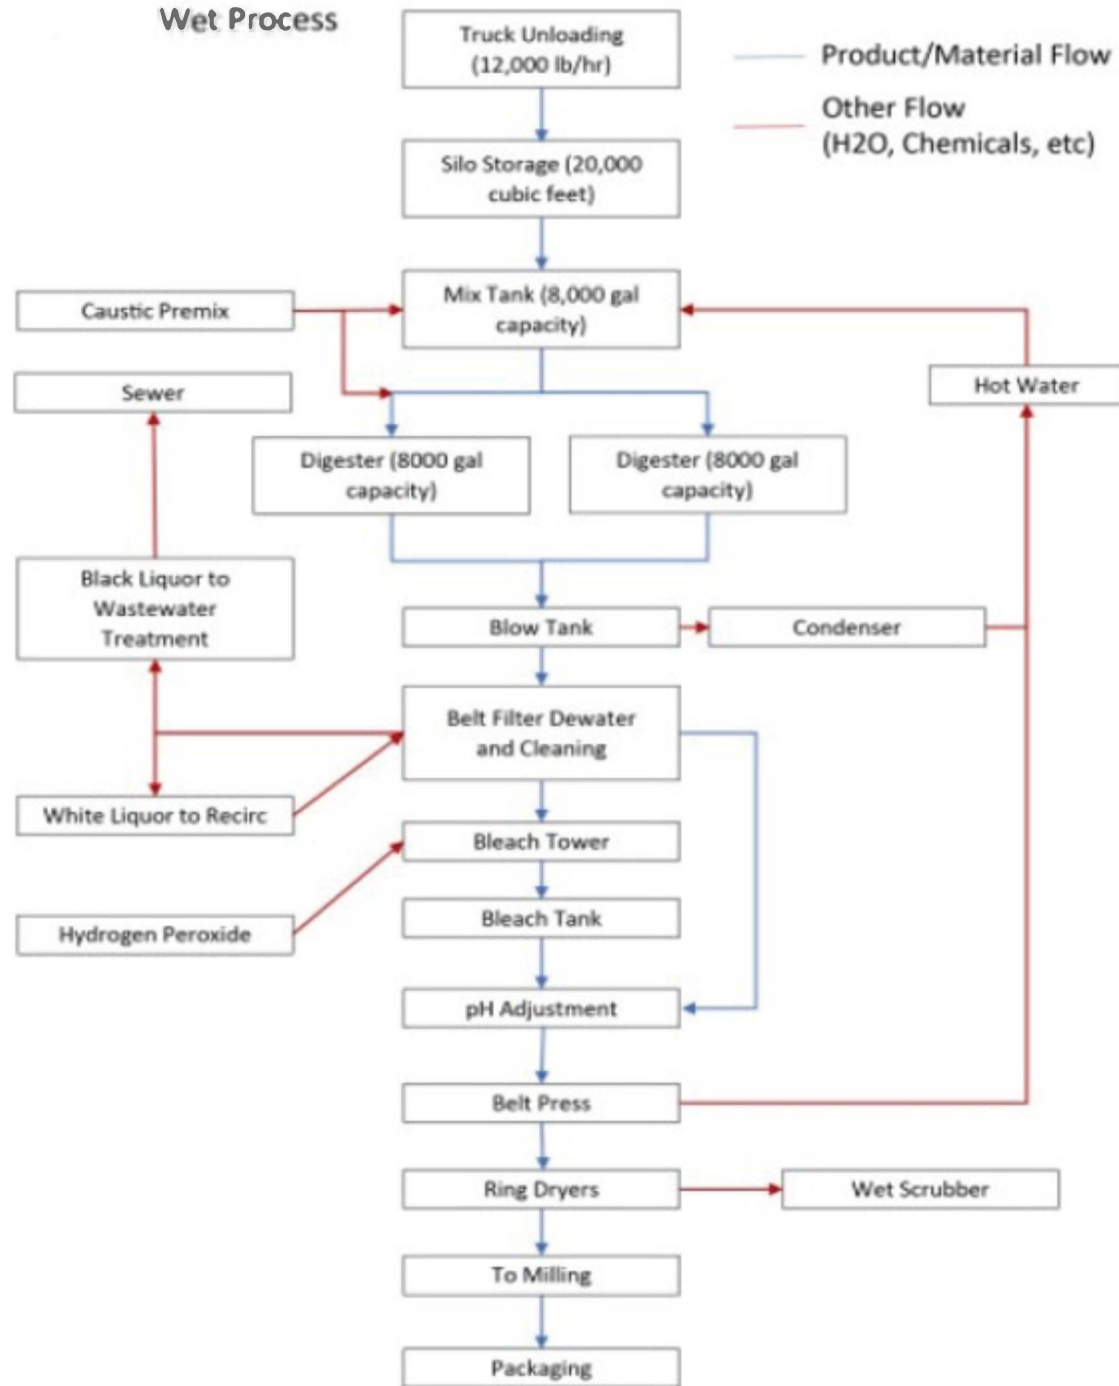 Wet Process
Truck Unloading
(12,000 lb/hr)
Product/Material Flow
Other Flow
(H2O, Chemicals, etc)
Silo Storage (20,000
cubic feet)
Caustic Premix
Mix Tank (8,000 gal
capacity)
Sewer
Hot Water
Digester (8000 gal
capacity)
Digester (8000 gal
capacity)
Black Liquor to
Wastewater
Treatment
Blow Tank
Condenser
Belt Filter Dewater
and Cleaning
White Liquor to Recirc
Bleach Tower
Bleach Tank
Hydrogen Peroxide
pH Adjustment
Belt Press
Ring Dryers
Wet Scrubber
To Milling
Packaging